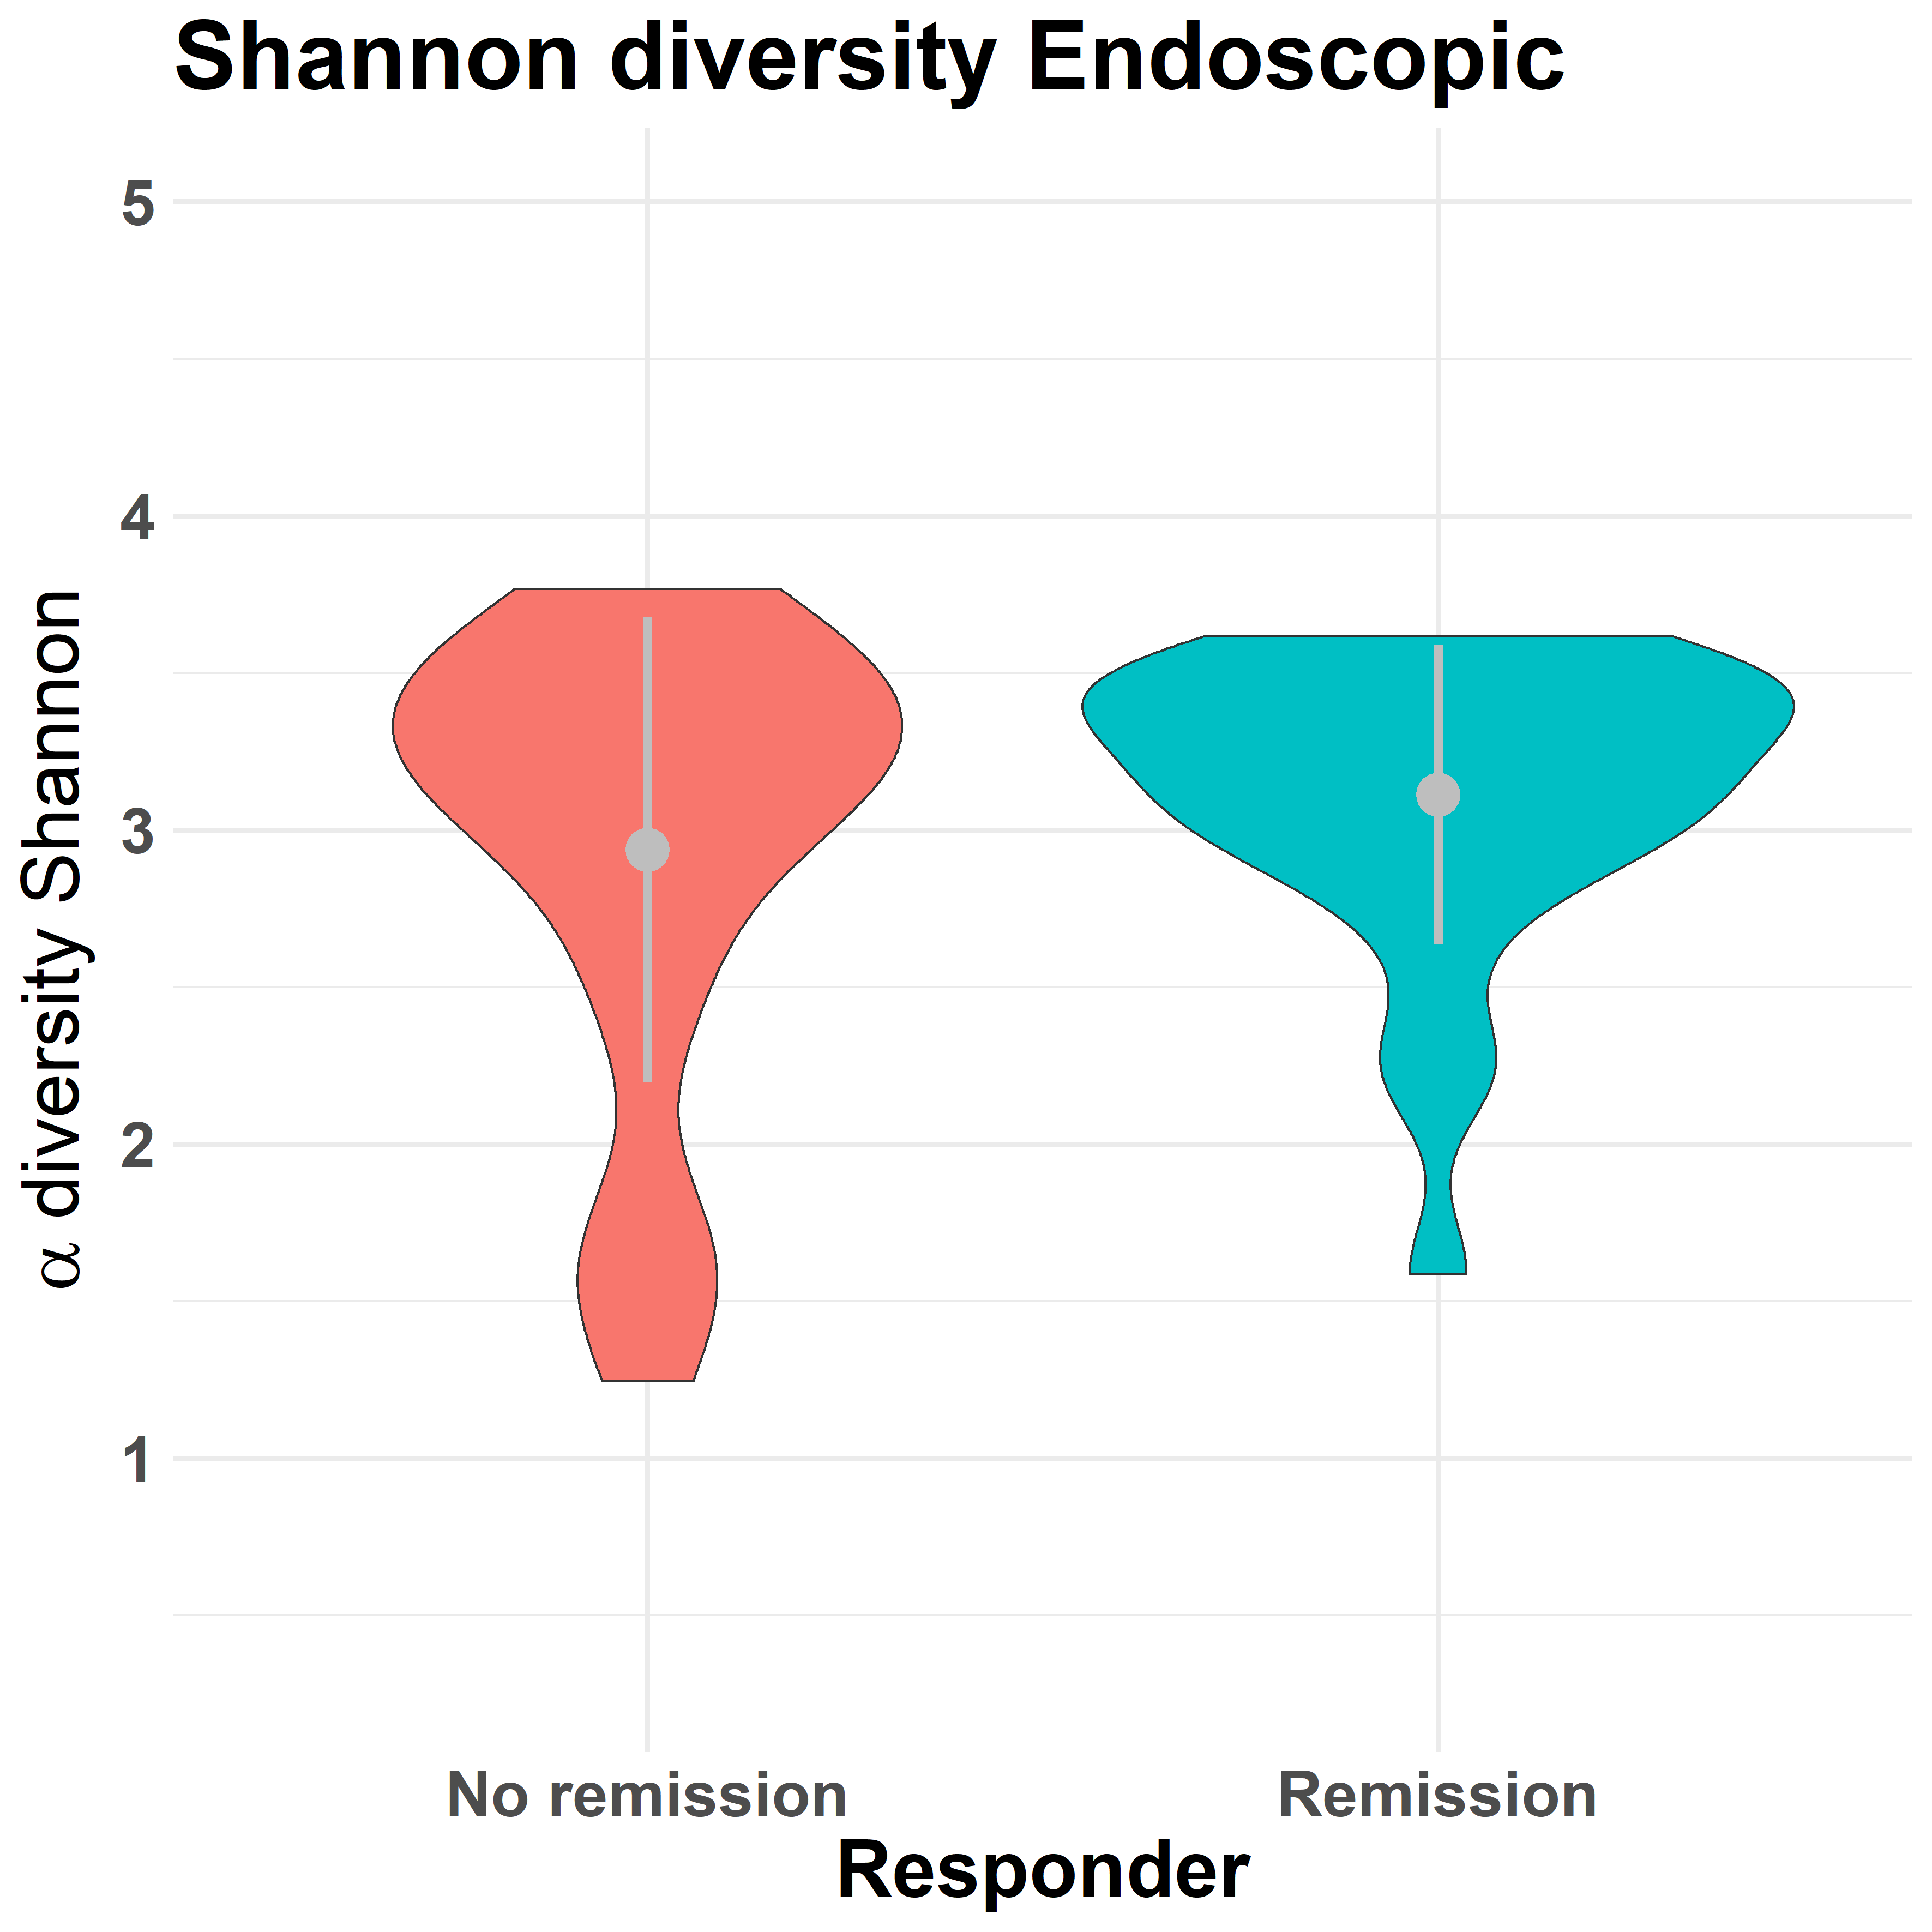 Shannon diversity Endoscopic
5
4
3
2
1
α diversity Shannon
No remission
Remission
Responder